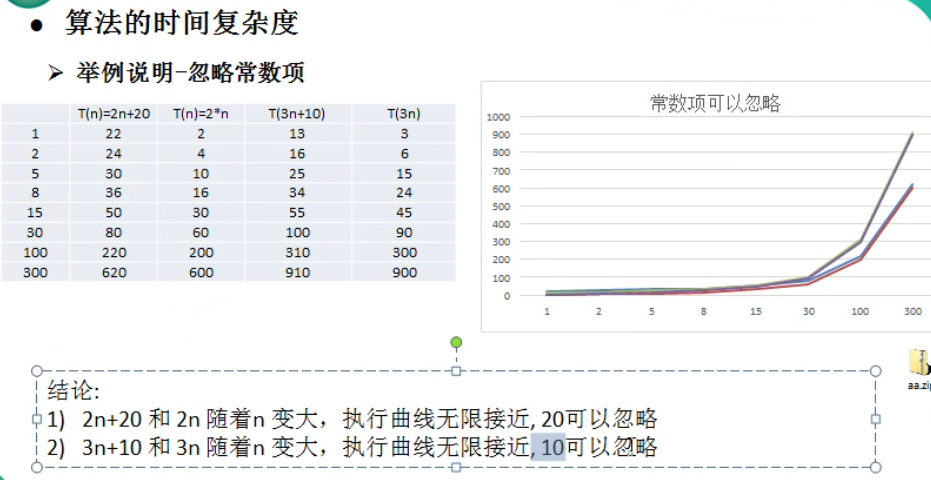 算法的时间复杂度
举例说明-忽略常数项
T(n)=2n+20 T(n)=2*n T(3n+10) T(3n)
1 22 2 13 3
2 24 4 16 6
5 30 10 25 15
8 36 16 34 24
15 50 30 55 45
30 80 60 100 90
100 220 200 310 300
300 620 600 910 900
常数项可以忽略
1000
900
800
700
600
500
400
300
200
100
0
1 2 5 8 15 30 100 300
aa.zip
结论:
1) 2n+20 和 2n 随着n 变大，执行曲线无限接近, 20可以忽略
2) 3n+10 和 3n 随着n 变大，执行曲线无限接近, 10可以忽略